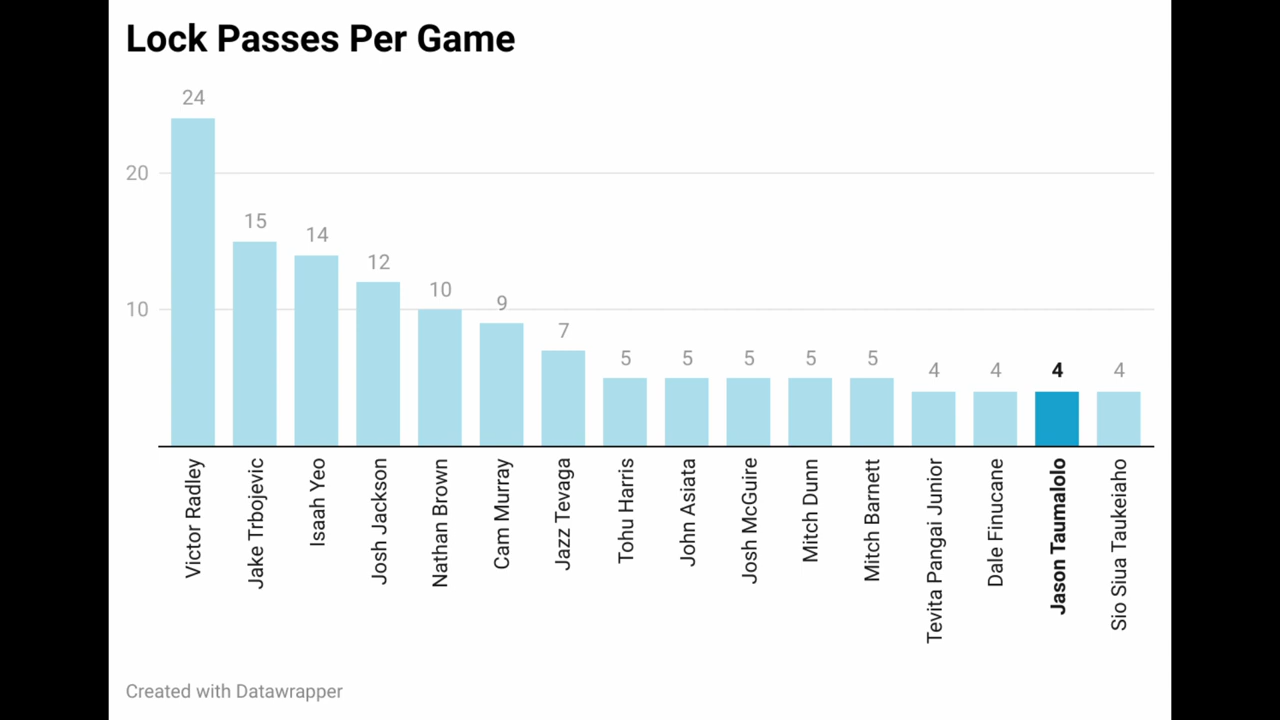 Lock Passes Per Game
24
20
15
14
12
10
10
9
7
5
5
5
5
5
4
4
4
4
Victor Radley
Jake Trbojevic
Isaah Yeo
Josh Jackson
Nathan Brown
Cam Murray
Jazz Tevaga
Tohu Harris
John Asiata
Josh McGuire
Mitch Dunn
Mitch Barnett
Tevita Pangai Junior
Dale Finucane
Jason Taumalolo
Sio Siua Taukeiaho
Created with Datawrapper